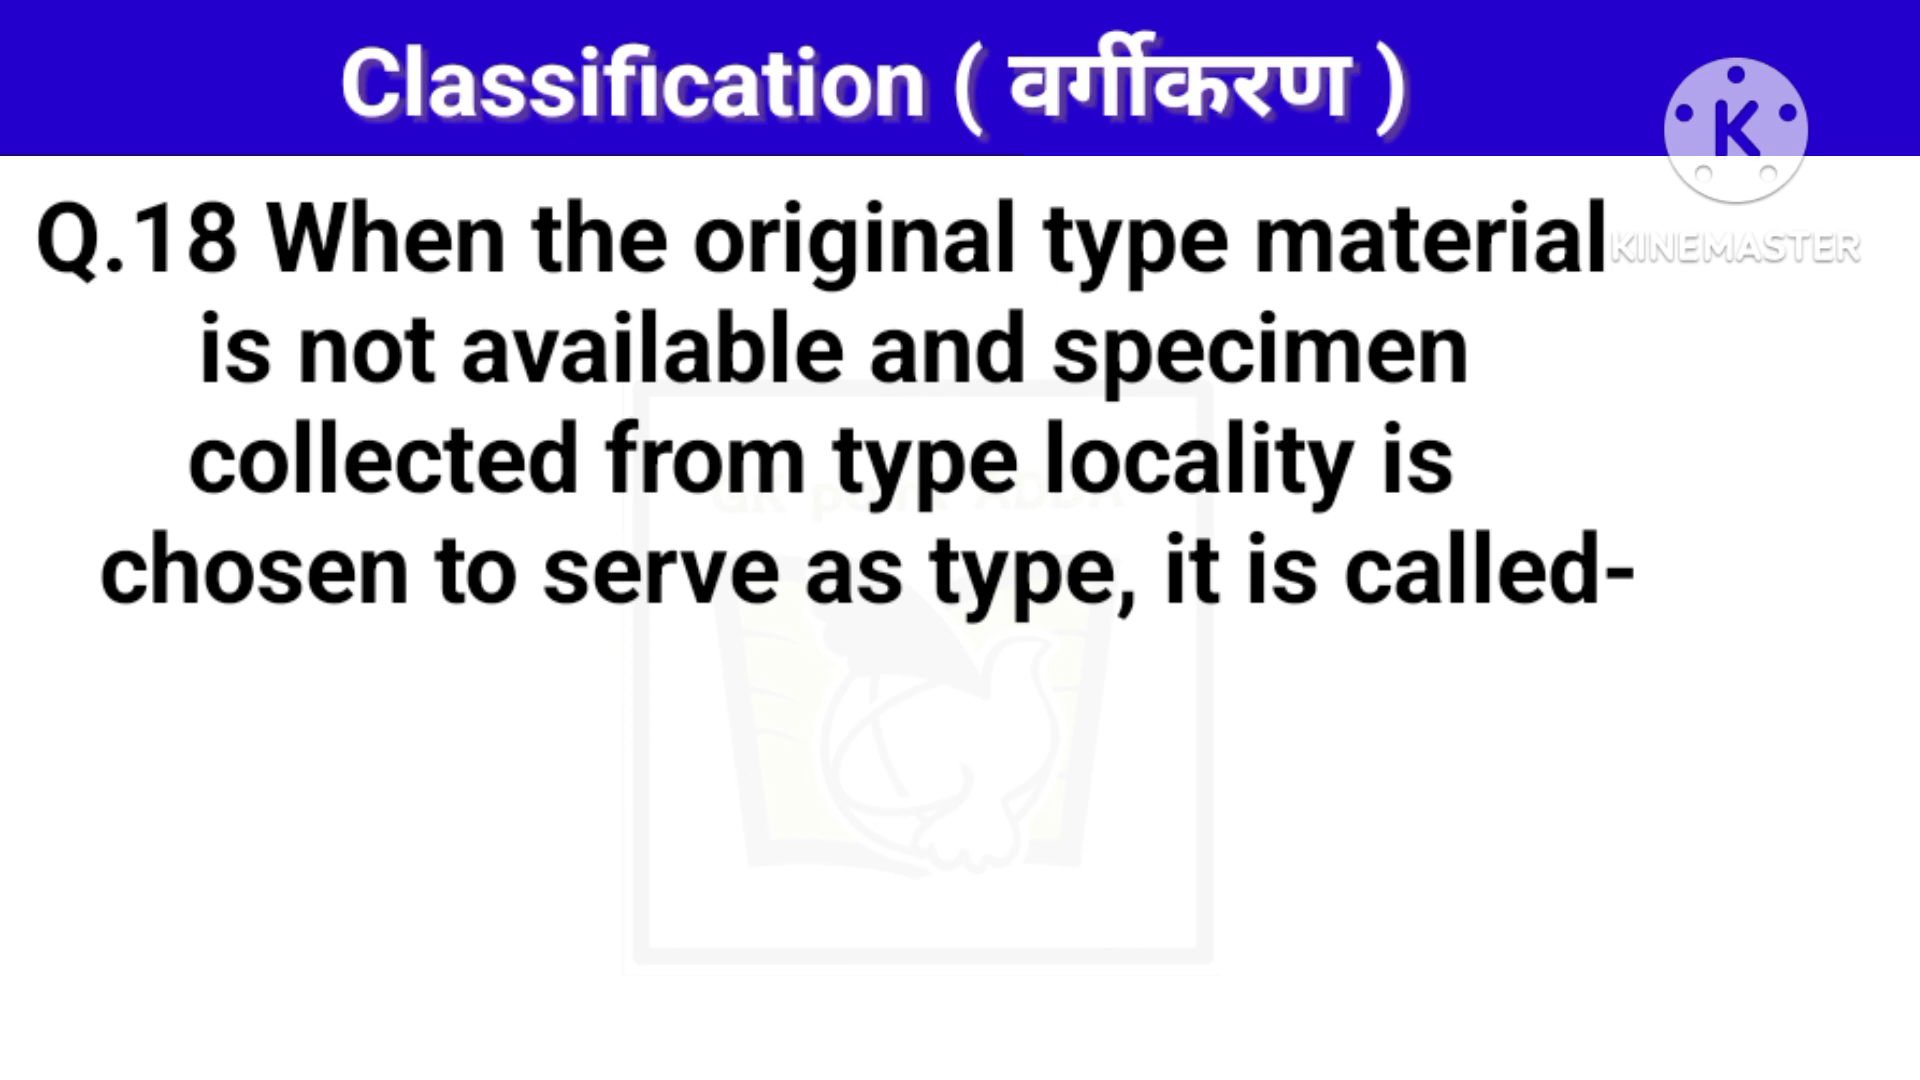 Classification ( वर्गीकरण )
K
KINEMASTER
Q.18 When the original type material
is not available and specimen
collected from type locality is
chosen to serve as type, it is called-